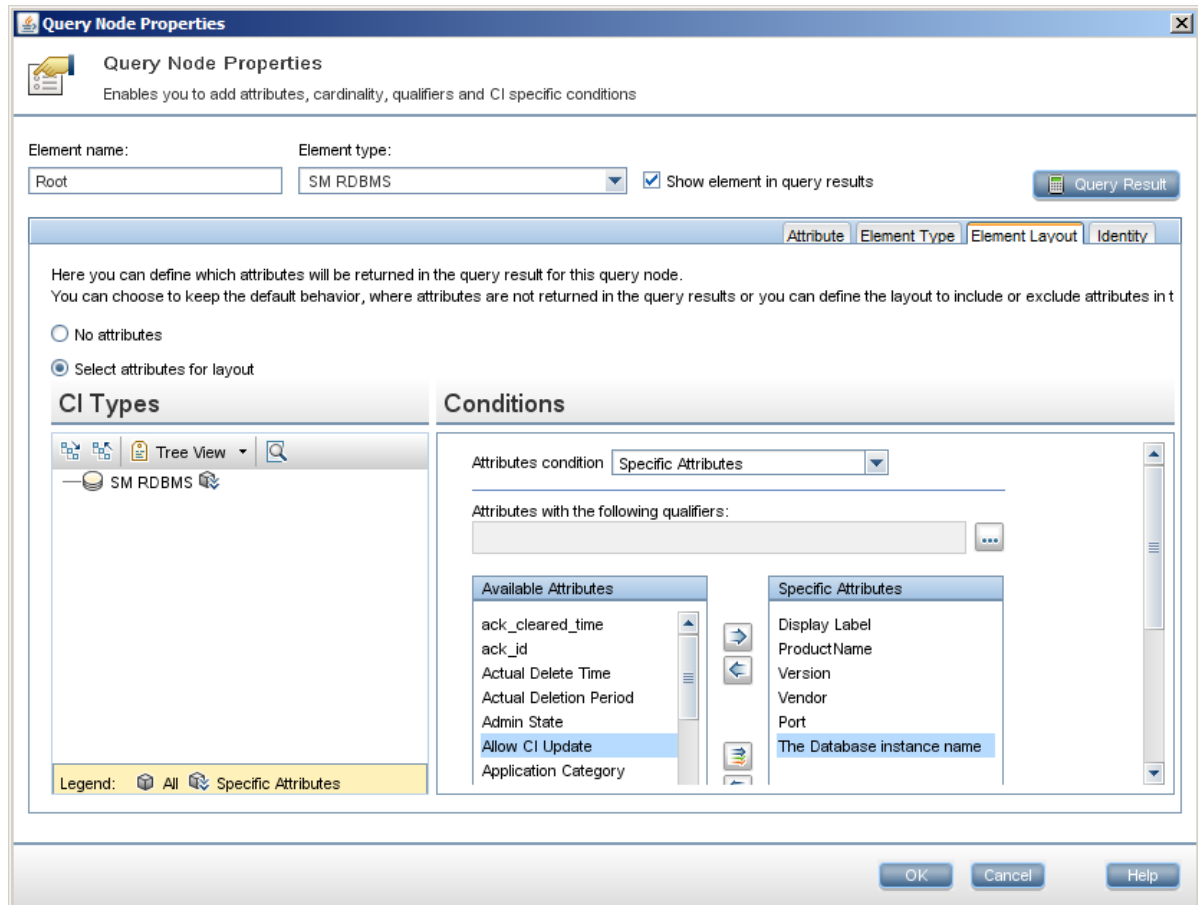 Query Node Properties
Query Node Properties
Enables you to add attributes, cardinality, qualifiers and CI specific conditions
Element name:
Element type:
Root
SM RDBMS
Show element in query results
Query Result
Attribute
Element Type
Element Layout
Identity
Here you can define which attributes will be returned in the query result for this query node.
You can choose to keep the default behavior, where attributes are not returned in the query results or you can define the layout to include or exclude attributes in t
No attributes
Select attributes for layout
CI Types
Conditions
Tree View
SM RDBMS
Attributes condition
Specific Attributes
Attributes with the following qualifiers:
...
Available Attributes
ack_cleared_time
ack_id
Actual Delete Time
Actual Deletion Period
Admin State
Allow CI Update
Application Category
Specific Attributes
Display Label
ProductName
Version
Vendor
Port
The Database instance name
Legend: All Specific Attributes
OK
Cancel
Help